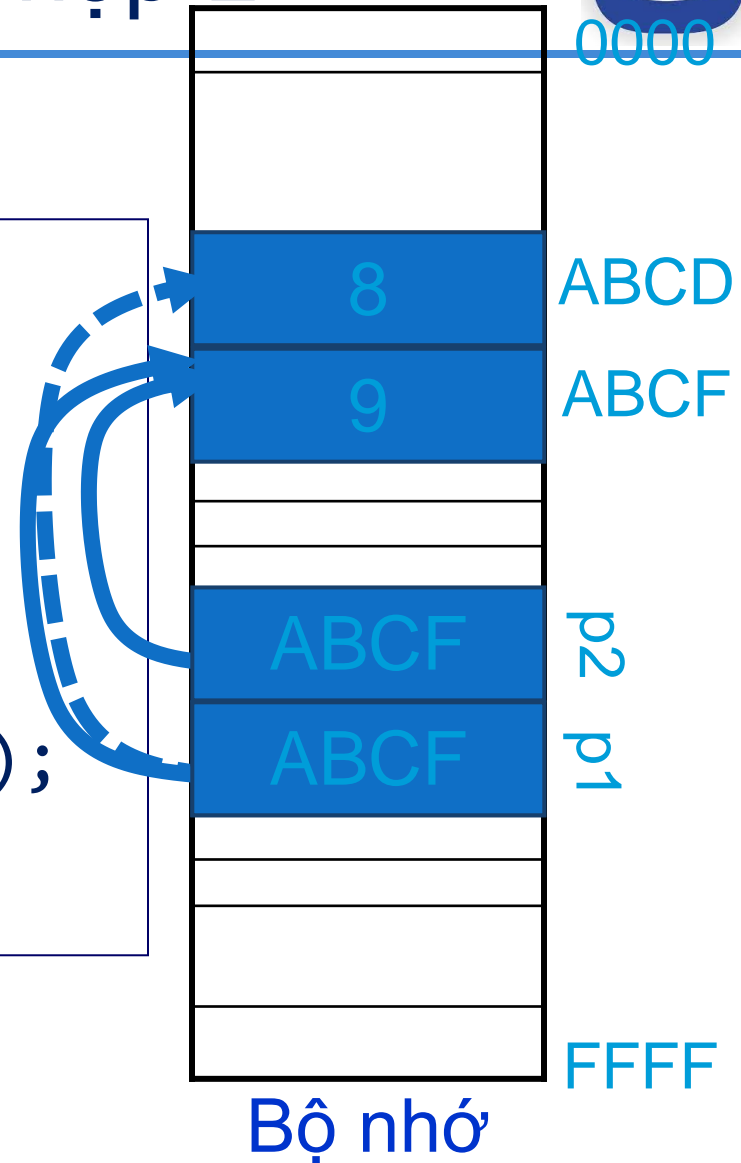 0000
8 ABCD
9 ABCF
ABCF p2
);
ABCF p1
FFFF
Bộ nhớ